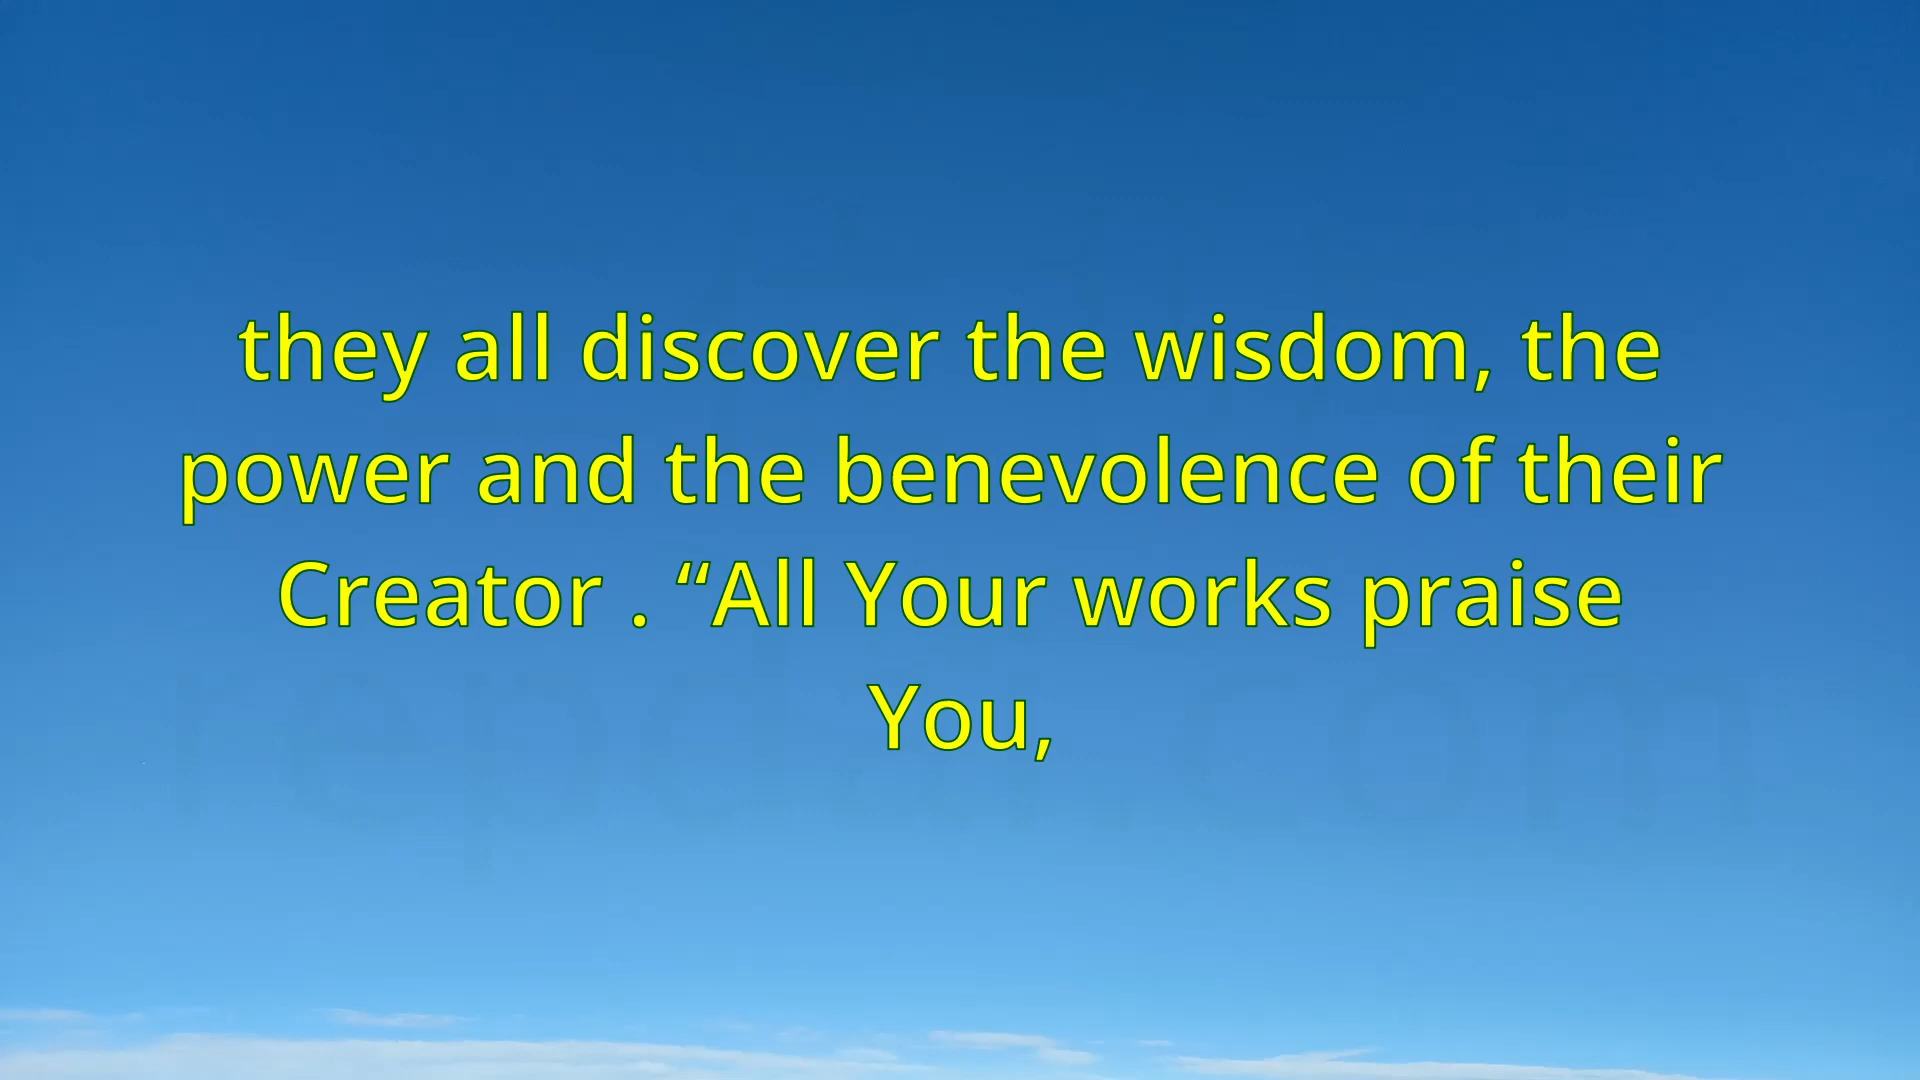 they all discover the wisdom, the
power and the benevolence of their
Creator . “All Your works praise
You,